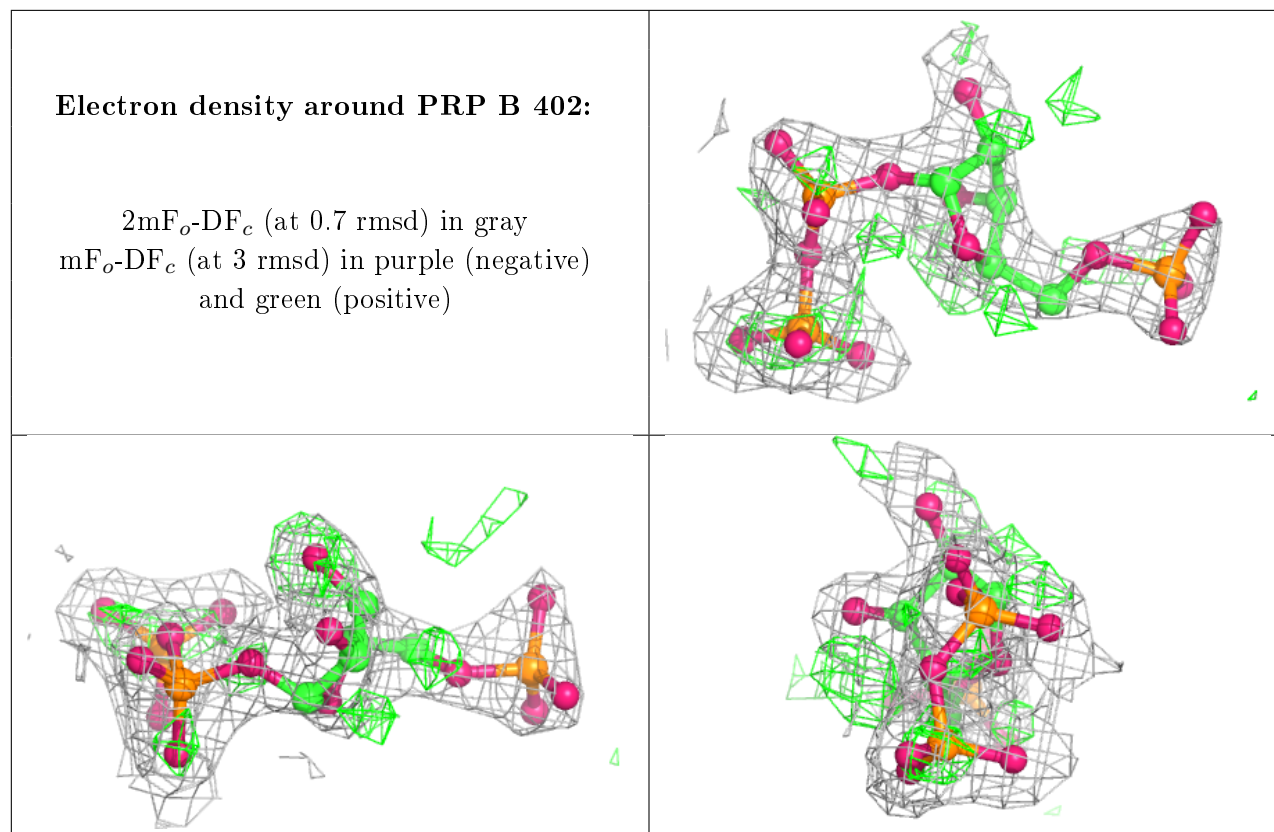 Electron density around PRP B 402:
2mFo-DFc (at 0.7 rmsd) in gray
mFo-DFc (at 3 rmsd) in purple (negative)
and green (positive)